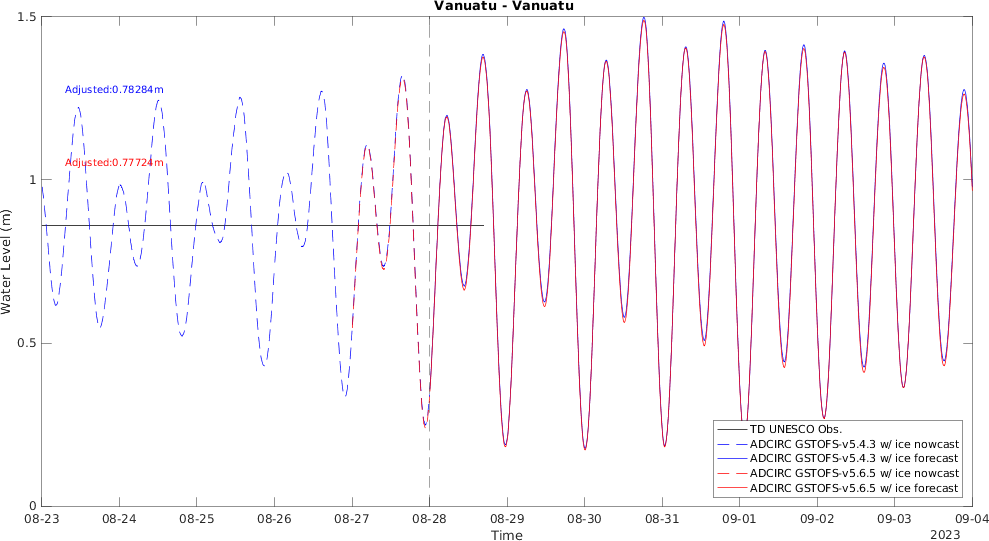 Vanuatu - Vanuatu
1.5
Adjusted:0.78284m
Adjusted:0.77724m
1
Water Level (m)
0.5
TD UNESCO Obs.
ADCIRC GSTOFS-v5.4.3 w/ ice nowcast
ADCIRC GSTOFS-v5.4.3 w/ ice forecast
ADCIRC GSTOFS-v5.6.5 w/ ice nowcast
ADCIRC GSTOFS-v5.6.5 w/ ice forecast
0
08-23 08-24 08-25 08-26 08-27 08-28 08-29 08-30 08-31 09-01 09-02 09-03 09-04
Time
2023